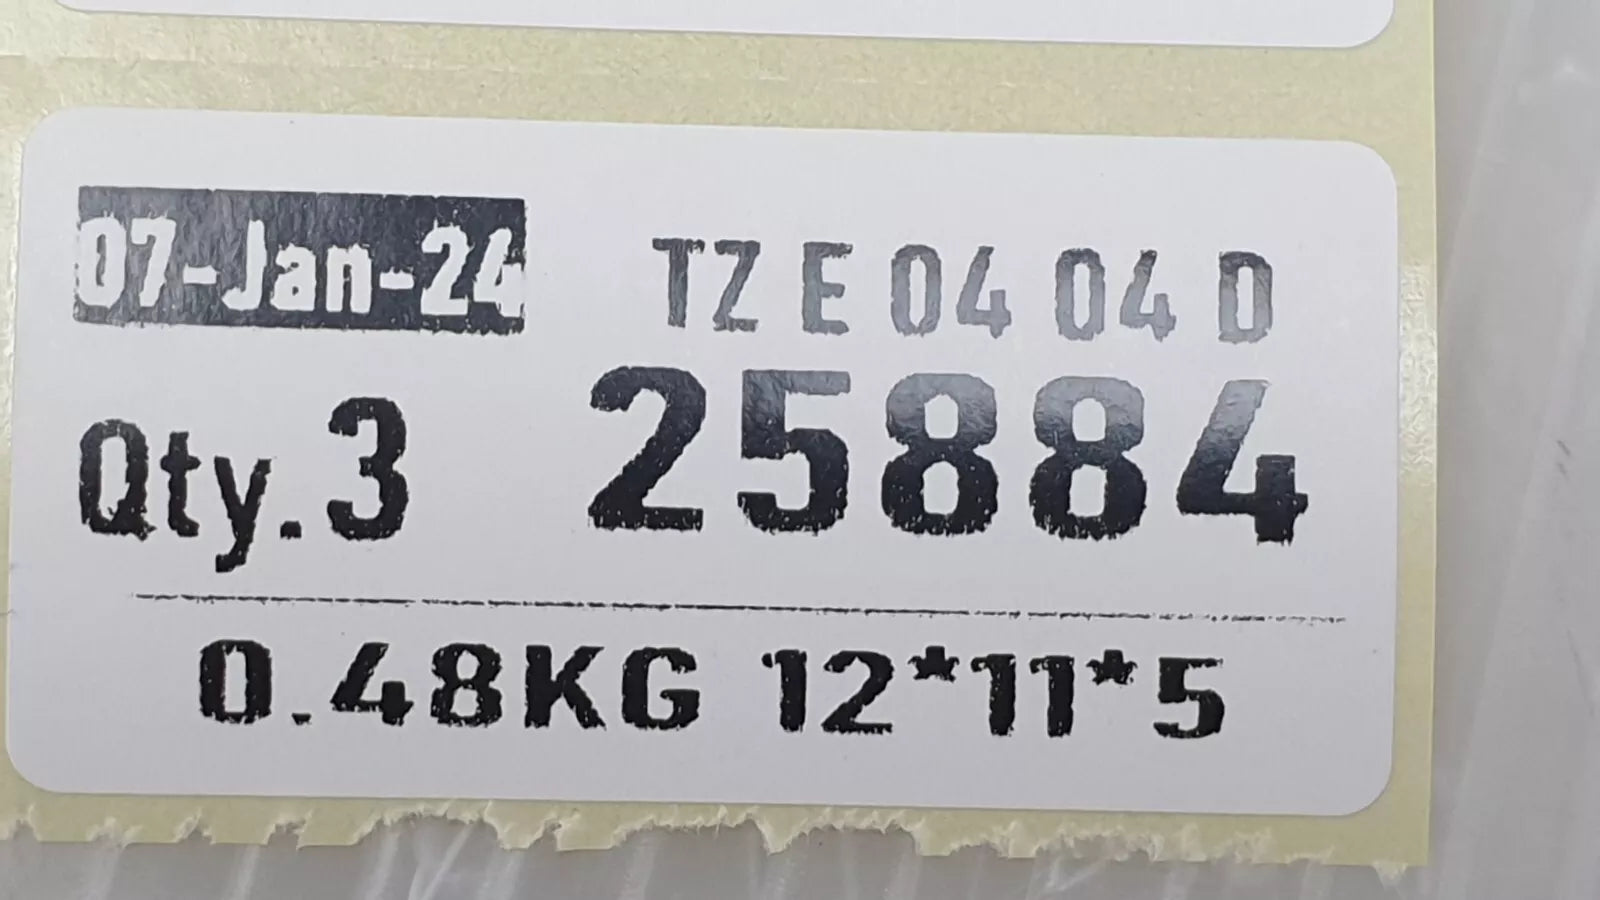 07-Jan-24 TZ E 04 04 D
Qty. 3 25884
0.48KG 12*11*5